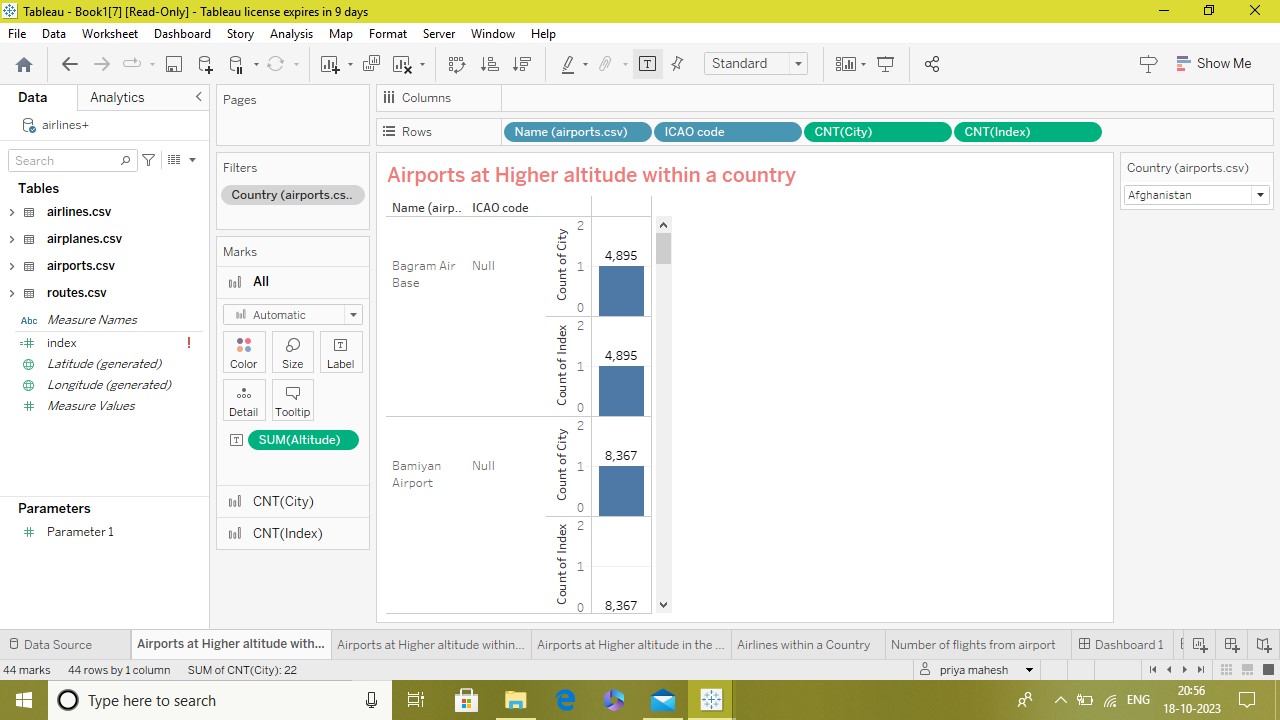 Tableau - Book1[7] [Read-Only] - Tableau license expires in 9 days
File Data Worksheet Dashboard Story Analysis Map Format Server Window Help
Standard
Show Me
Data Analytics
airlines+
Search
Tables
airlines.csv
airplanes.csv
airports.csv
routes.csv
Abc Measure Names
index !
Latitude (generated)
Longitude (generated)
Measure Values
Parameters
Parameter 1
Pages
Filters
Country (airports.cs..
Marks
All
Automatic
Color Size Label
Detail Tooltip
SUM(Altitude)
CNT(City)
CNT(Index)
Columns
Rows Name (airports.csv) ICAO code CNT(City) CNT(Index)
Airports at Higher altitude within a country
Name (airp.. ICAO code
Bagram Air Base
Null
Count of City
2
1
0
4,895
Count of Index
2
1
0
4,895
Bamiyan Airport
Null
Count of City
2
1
0
8,367
Count of Index
2
1
0
8,367
Country (airports.csv)
Afghanistan
Data Source Airports at Higher altitude with... Airports at Higher altitude within... Airports at Higher altitude in the ... Airlines within a Country Number of flights from airport Dashboard 1
44 marks 44 rows by 1 column SUM of CNT(City): 22 priya mahesh
Type here to search
ENG
20:56
18-10-2023